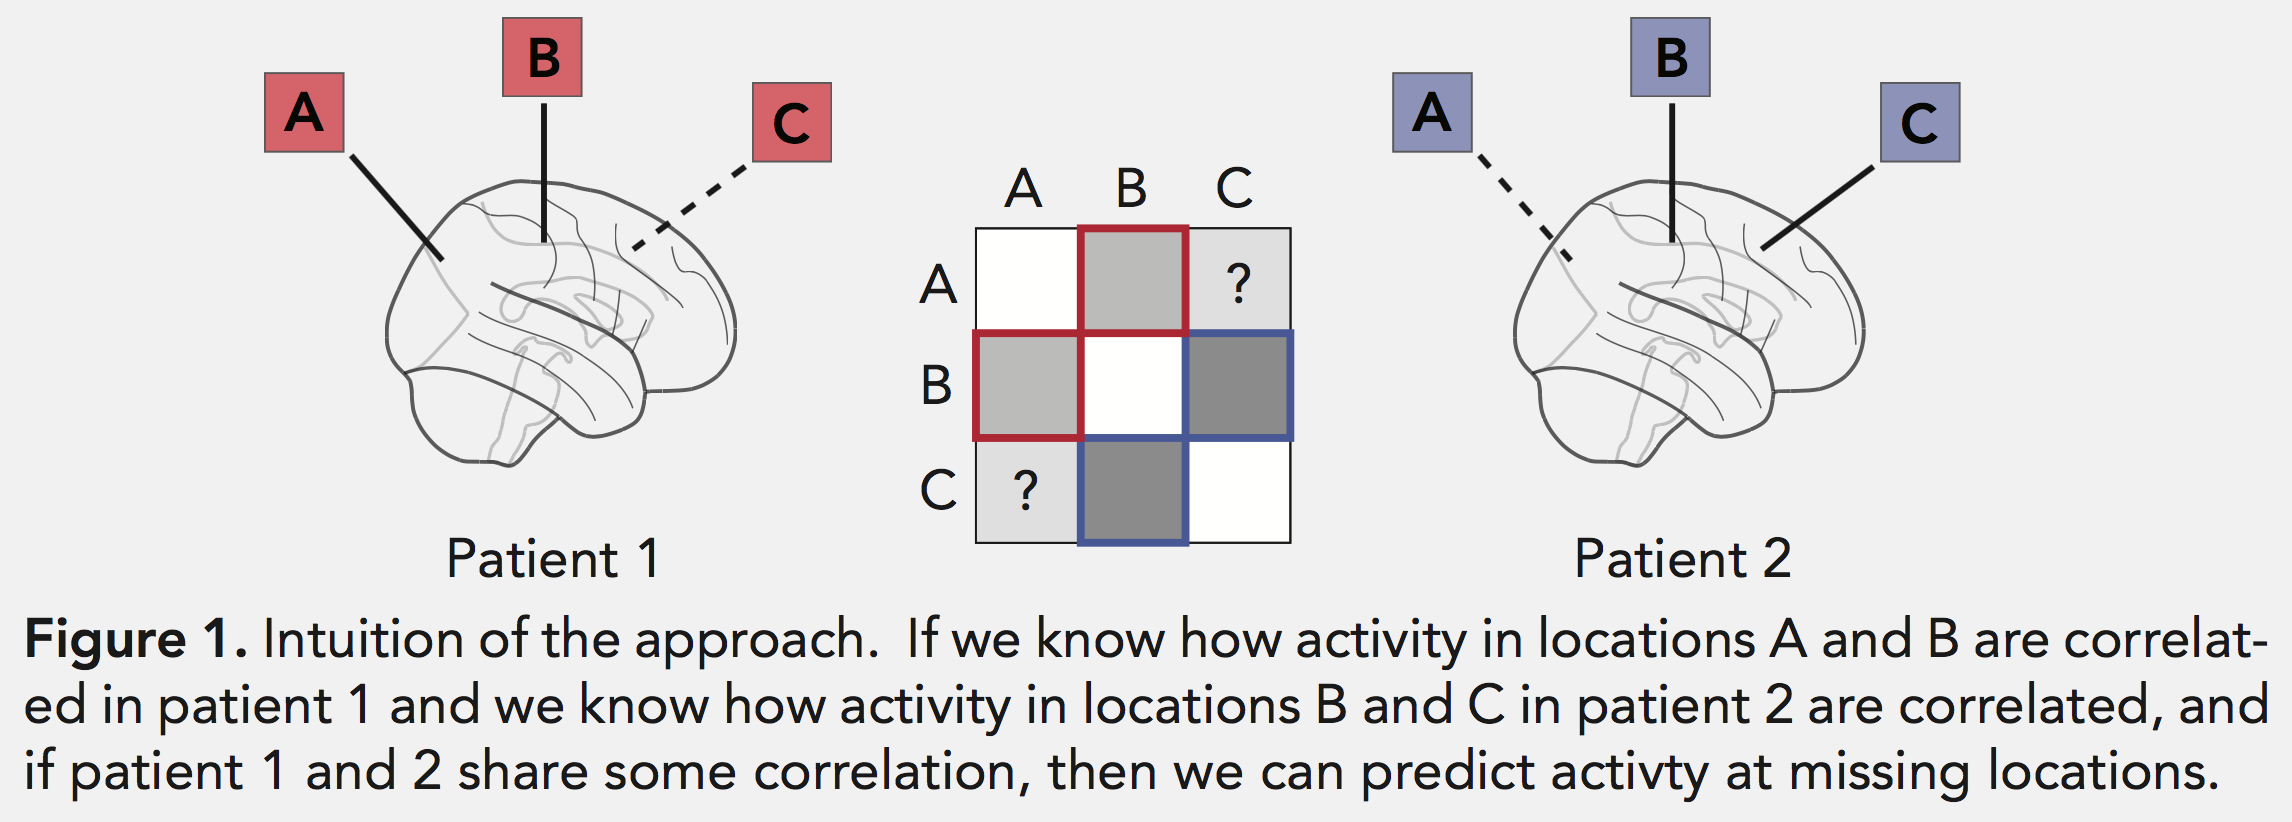 A
B
C
A
B
C
A B C
A ?
B
C ?
Patient 1
Patient 2
Figure 1. Intuition of the approach. If we know how activity in locations A and B are correlat-
ed in patient 1 and we know how activity in locations B and C in patient 2 are correlated, and
if patient 1 and 2 share some correlation, then we can predict activty at missing locations.